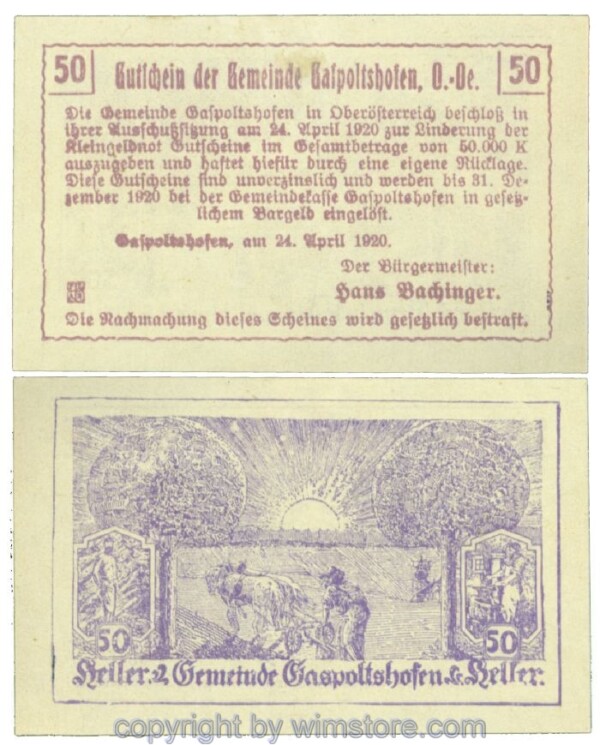 50 Gutschein der Gemeinde Gaspoltshofen, O.-Oe. 50
Die Gemeinde Gaspoltshofen in Oberösterreich beschloß in
ihrer Ausschußsitzung am 24. April 1920 zur Linderung der
Kleingeldnot Gutscheine im Gesamtbetrage von 50.000 K
auszugeben und haftet hiefür durch eine eigene Rücklage.
Diese Gutscheine sind unverzinslich und werden bis 31. De-
zember 1920 bei der Gemeindekasse Gaspoltshofen in gesetz-
lichem Bargeld eingelöst.
Gaspoltshofen, am 24. April 1920.
Der Bürgermeister:
Hans Bachinger.
Die Nachmachung dieses Scheines wird gesetzlich bestraft.
50 50
Heller Gemeinde Gaspoltshofen Heller.
copyright by wimstore.com